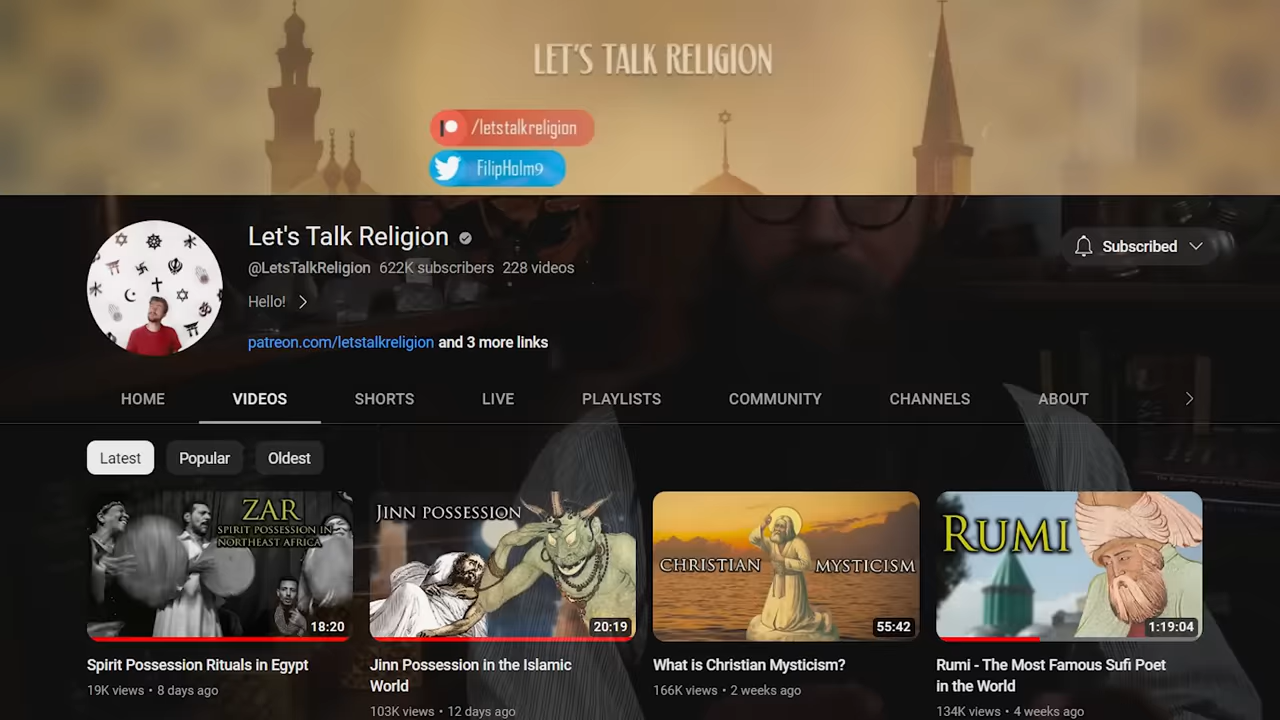 LET'S TALK RELIGION
/letstalkreligion
FilipHolm9
Let's Talk Religion
@LetsTalkReligion 622K subscribers 228 videos
Hello!
patreon.com/letstalkreligion and 3 more links
Subscribed
HOME VIDEOS SHORTS LIVE PLAYLISTS COMMUNITY CHANNELS ABOUT
Latest Popular Oldest
ZAR
SPIRIT POSSESSION IN
NORTHEAST AFRICA
18:20
Spirit Possession Rituals in Egypt
19K views • 8 days ago
JINN POSSESSION
20:19
Jinn Possession in the Islamic
World
103K views • 12 days ago
CHRISTIAN MYSTICISM
55:42
What is Christian Mysticism?
166K views • 2 weeks ago
RUMI
1:19:04
Rumi - The Most Famous Sufi Poet
in the World
134K views • 4 weeks ago